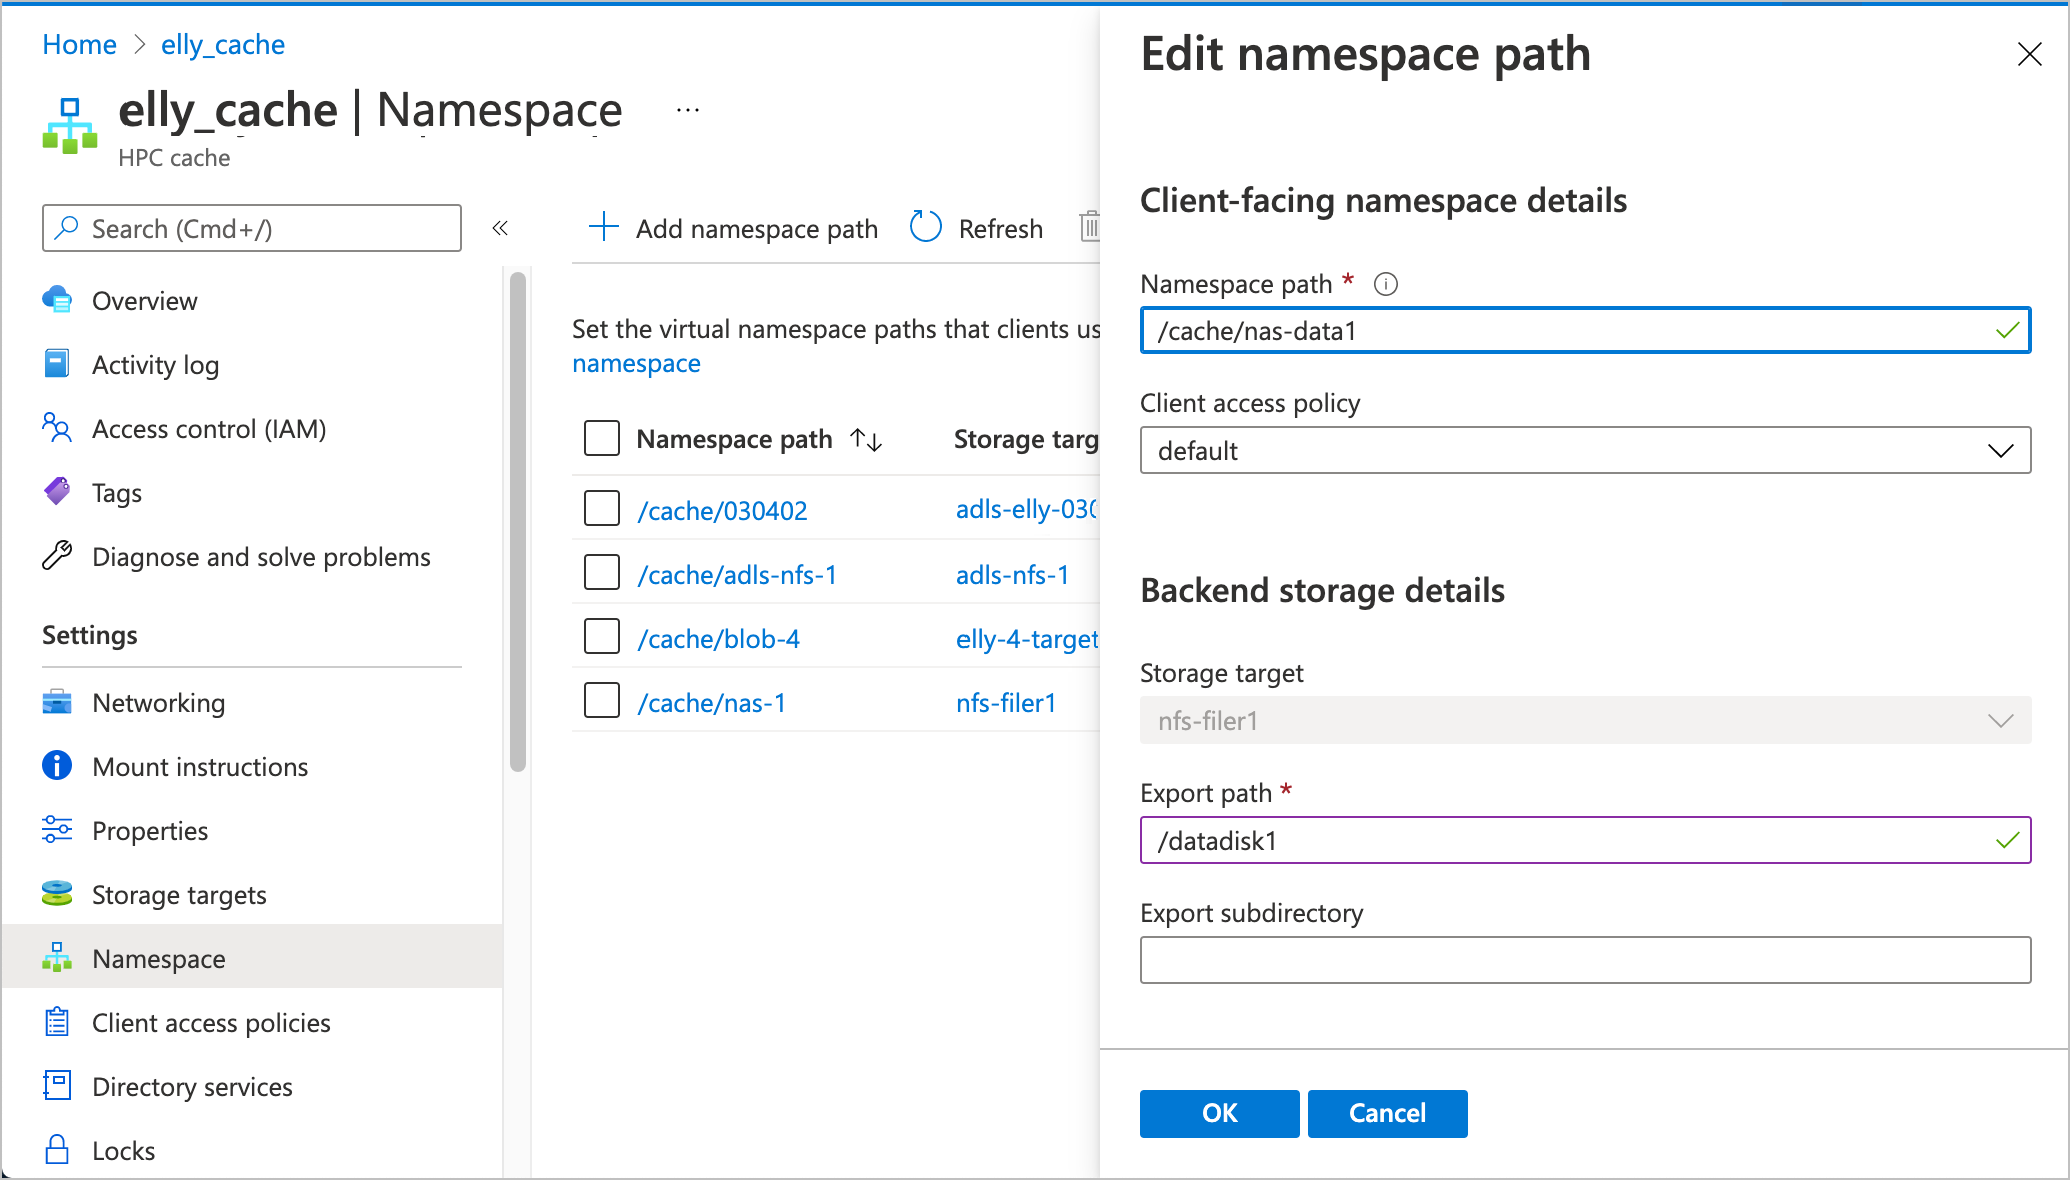 Home > elly_cache
elly_cache | Namespace ...
HPC cache
Search (Cmd+/)
«
Overview
Activity log
Access control (IAM)
Tags
Diagnose and solve problems
Settings
Networking
Mount instructions
Properties
Storage targets
Namespace
Client access policies
Directory services
Locks
Add namespace path
Refresh
Set the virtual namespace paths that clients us
namespace
Namespace path ↑↓ Storage targ
/cache/030402 adls-elly-030
/cache/adls-nfs-1 adls-nfs-1
/cache/blob-4 elly-4-target
/cache/nas-1 nfs-filer1
Edit namespace path
Client-facing namespace details
Namespace path *
/cache/nas-data1
Client access policy
default
Backend storage details
Storage target
nfs-filer1
Export path *
/datadisk1
Export subdirectory
OK Cancel